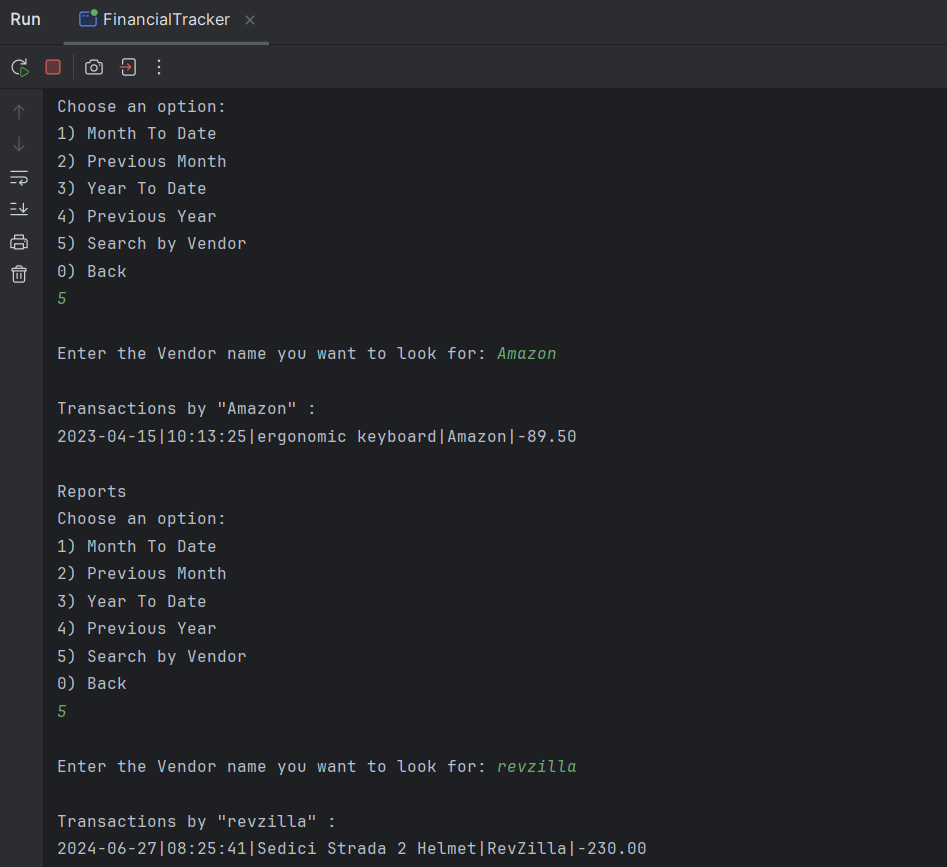 Run FinancialTracker
Choose an option:
1) Month To Date
2) Previous Month
3) Year To Date
4) Previous Year
5) Search by Vendor
0) Back
5
Enter the Vendor name you want to look for: Amazon
Transactions by "Amazon" :
2023-04-15|10:13:25|ergonomic keyboard|Amazon|-89.50
Reports
Choose an option:
1) Month To Date
2) Previous Month
3) Year To Date
4) Previous Year
5) Search by Vendor
0) Back
5
Enter the Vendor name you want to look for: revzilla
Transactions by "revzilla" :
2024-06-27|08:25:41|Sedici Strada 2 Helmet|RevZilla|-230.00